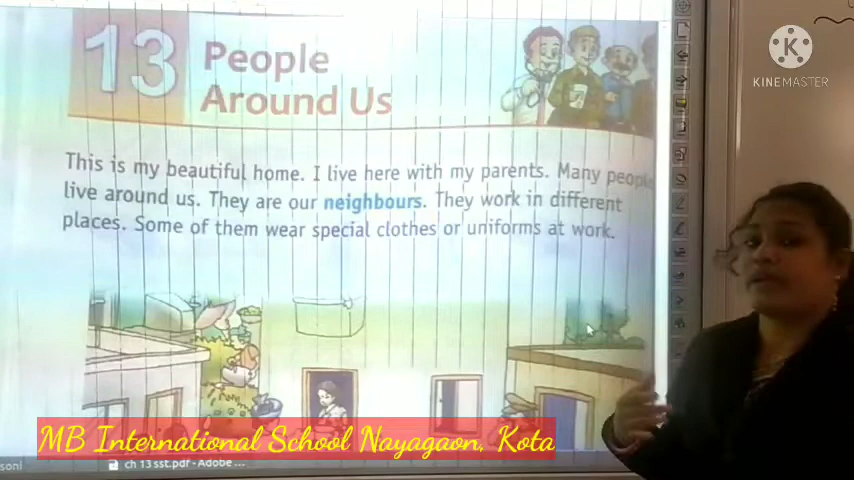 13
People
Around Us
K
KINEMASTER
This is my beautiful home. I live here with my parents. Many people
live around us. They are our neighbours. They work in different
places. Some of them wear special clothes or uniforms at work.
MB International School Nayagaon, Kota
soni
ch 13 sst.pdf - Adobe ...